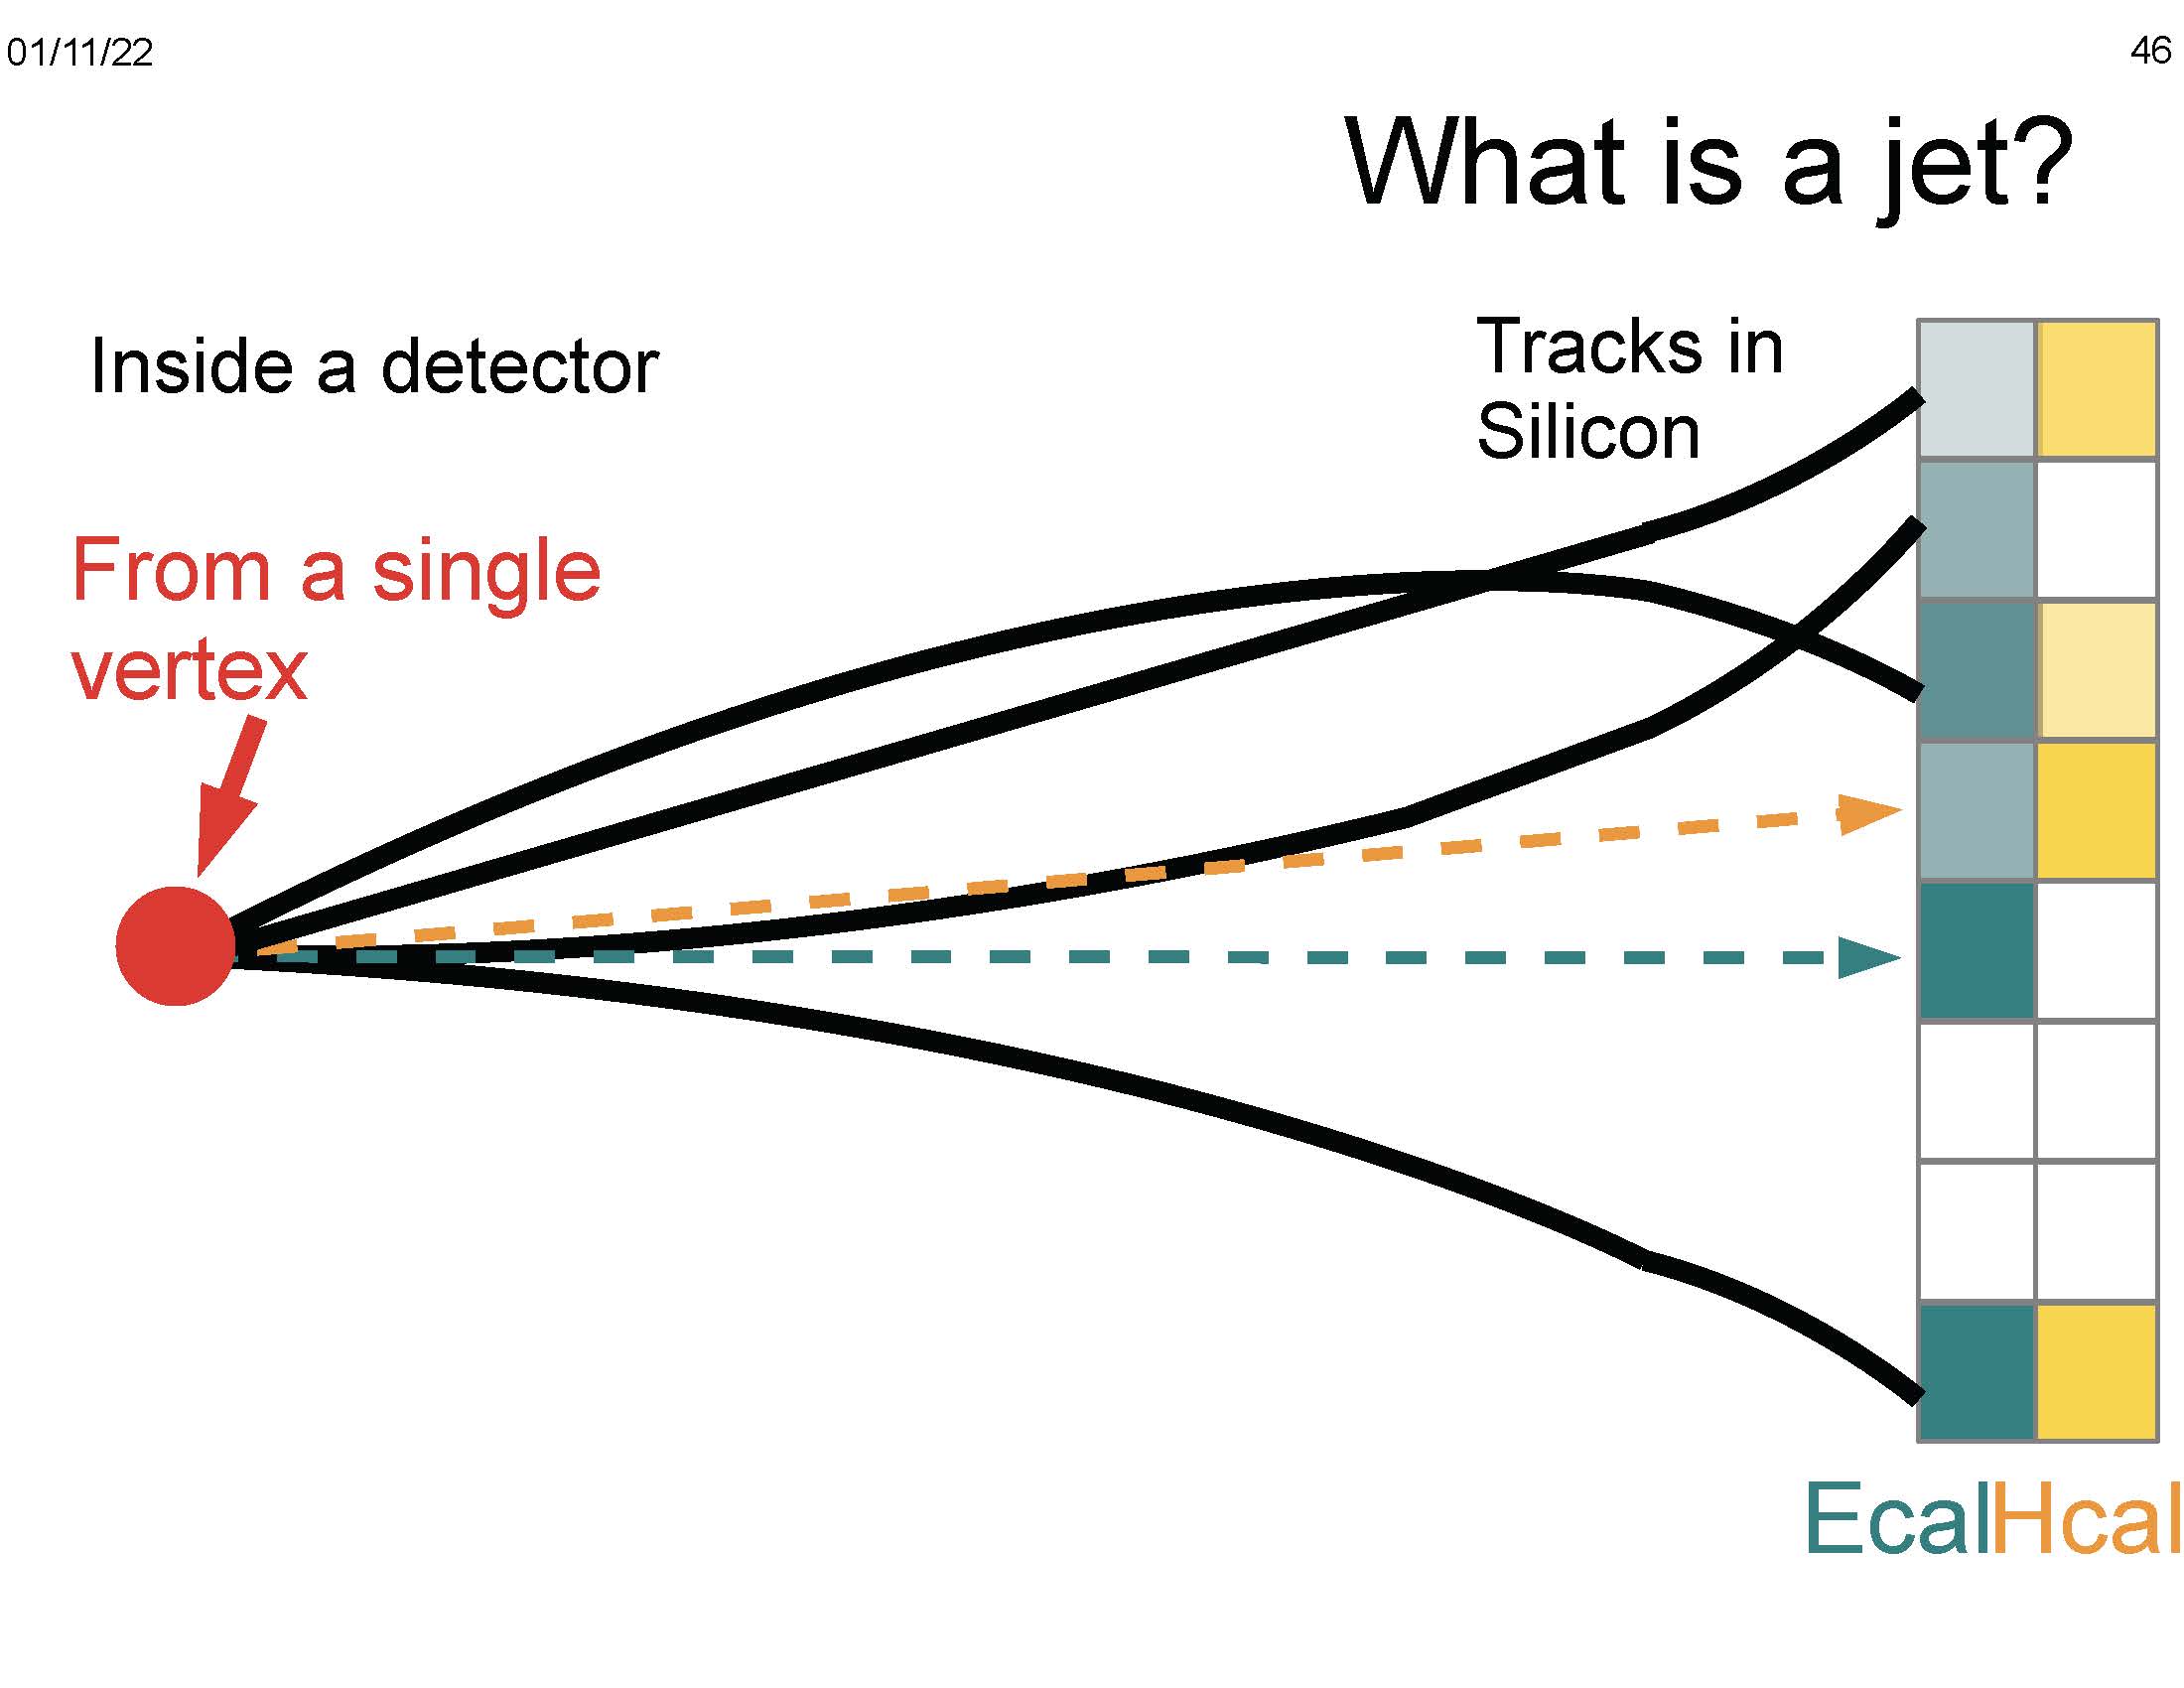 01/11/22
46
What is a jet?
Inside a detector
Tracks in
Silicon
From a single
vertex
EcalHcal